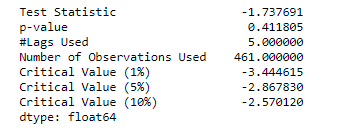 Test Statistic -1.737691
p-value 0.411805
#Lags Used 5.000000
Number of Observations Used 461.000000
Critical Value (1%) -3.444615
Critical Value (5%) -2.867830
Critical Value (10%) -2.570120
dtype: float64